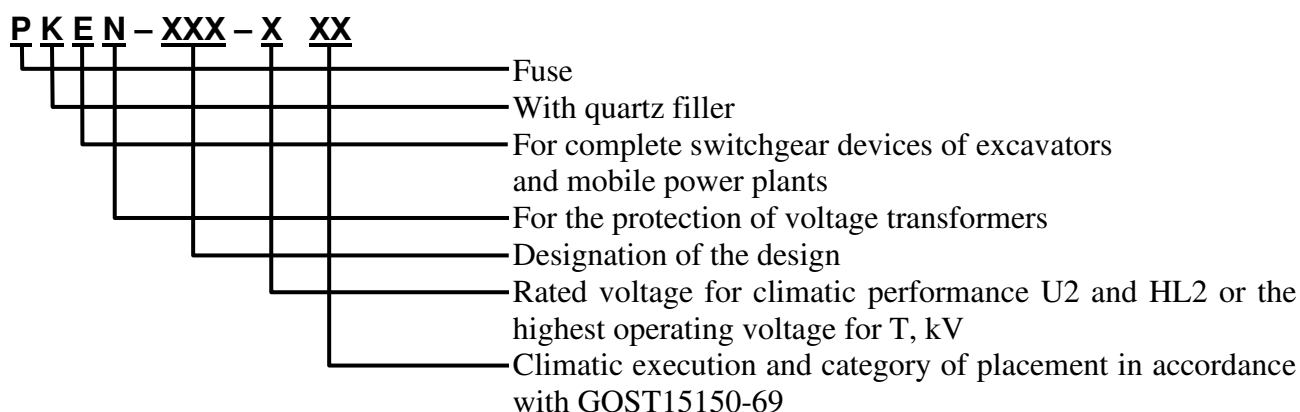 P K E N – XXX – X XX
Fuse
With quartz filler
For complete switchgear devices of excavators
and mobile power plants
For the protection of voltage transformers
Designation of the design
Rated voltage for climatic performance U2 and HL2 or the
highest operating voltage for T, kV
Climatic execution and category of placement in accordance
with GOST15150-69